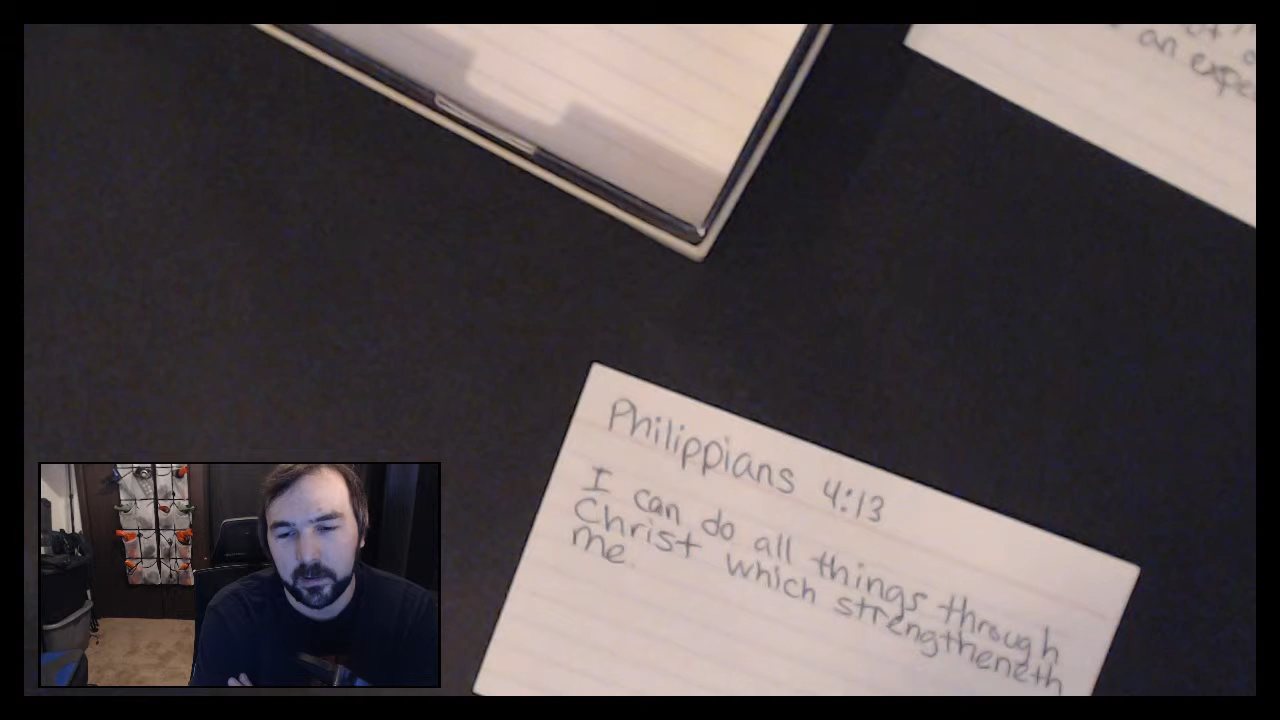 an expe
Philippians 4:13
I can do all things through
Christ which strengtheneth
me.